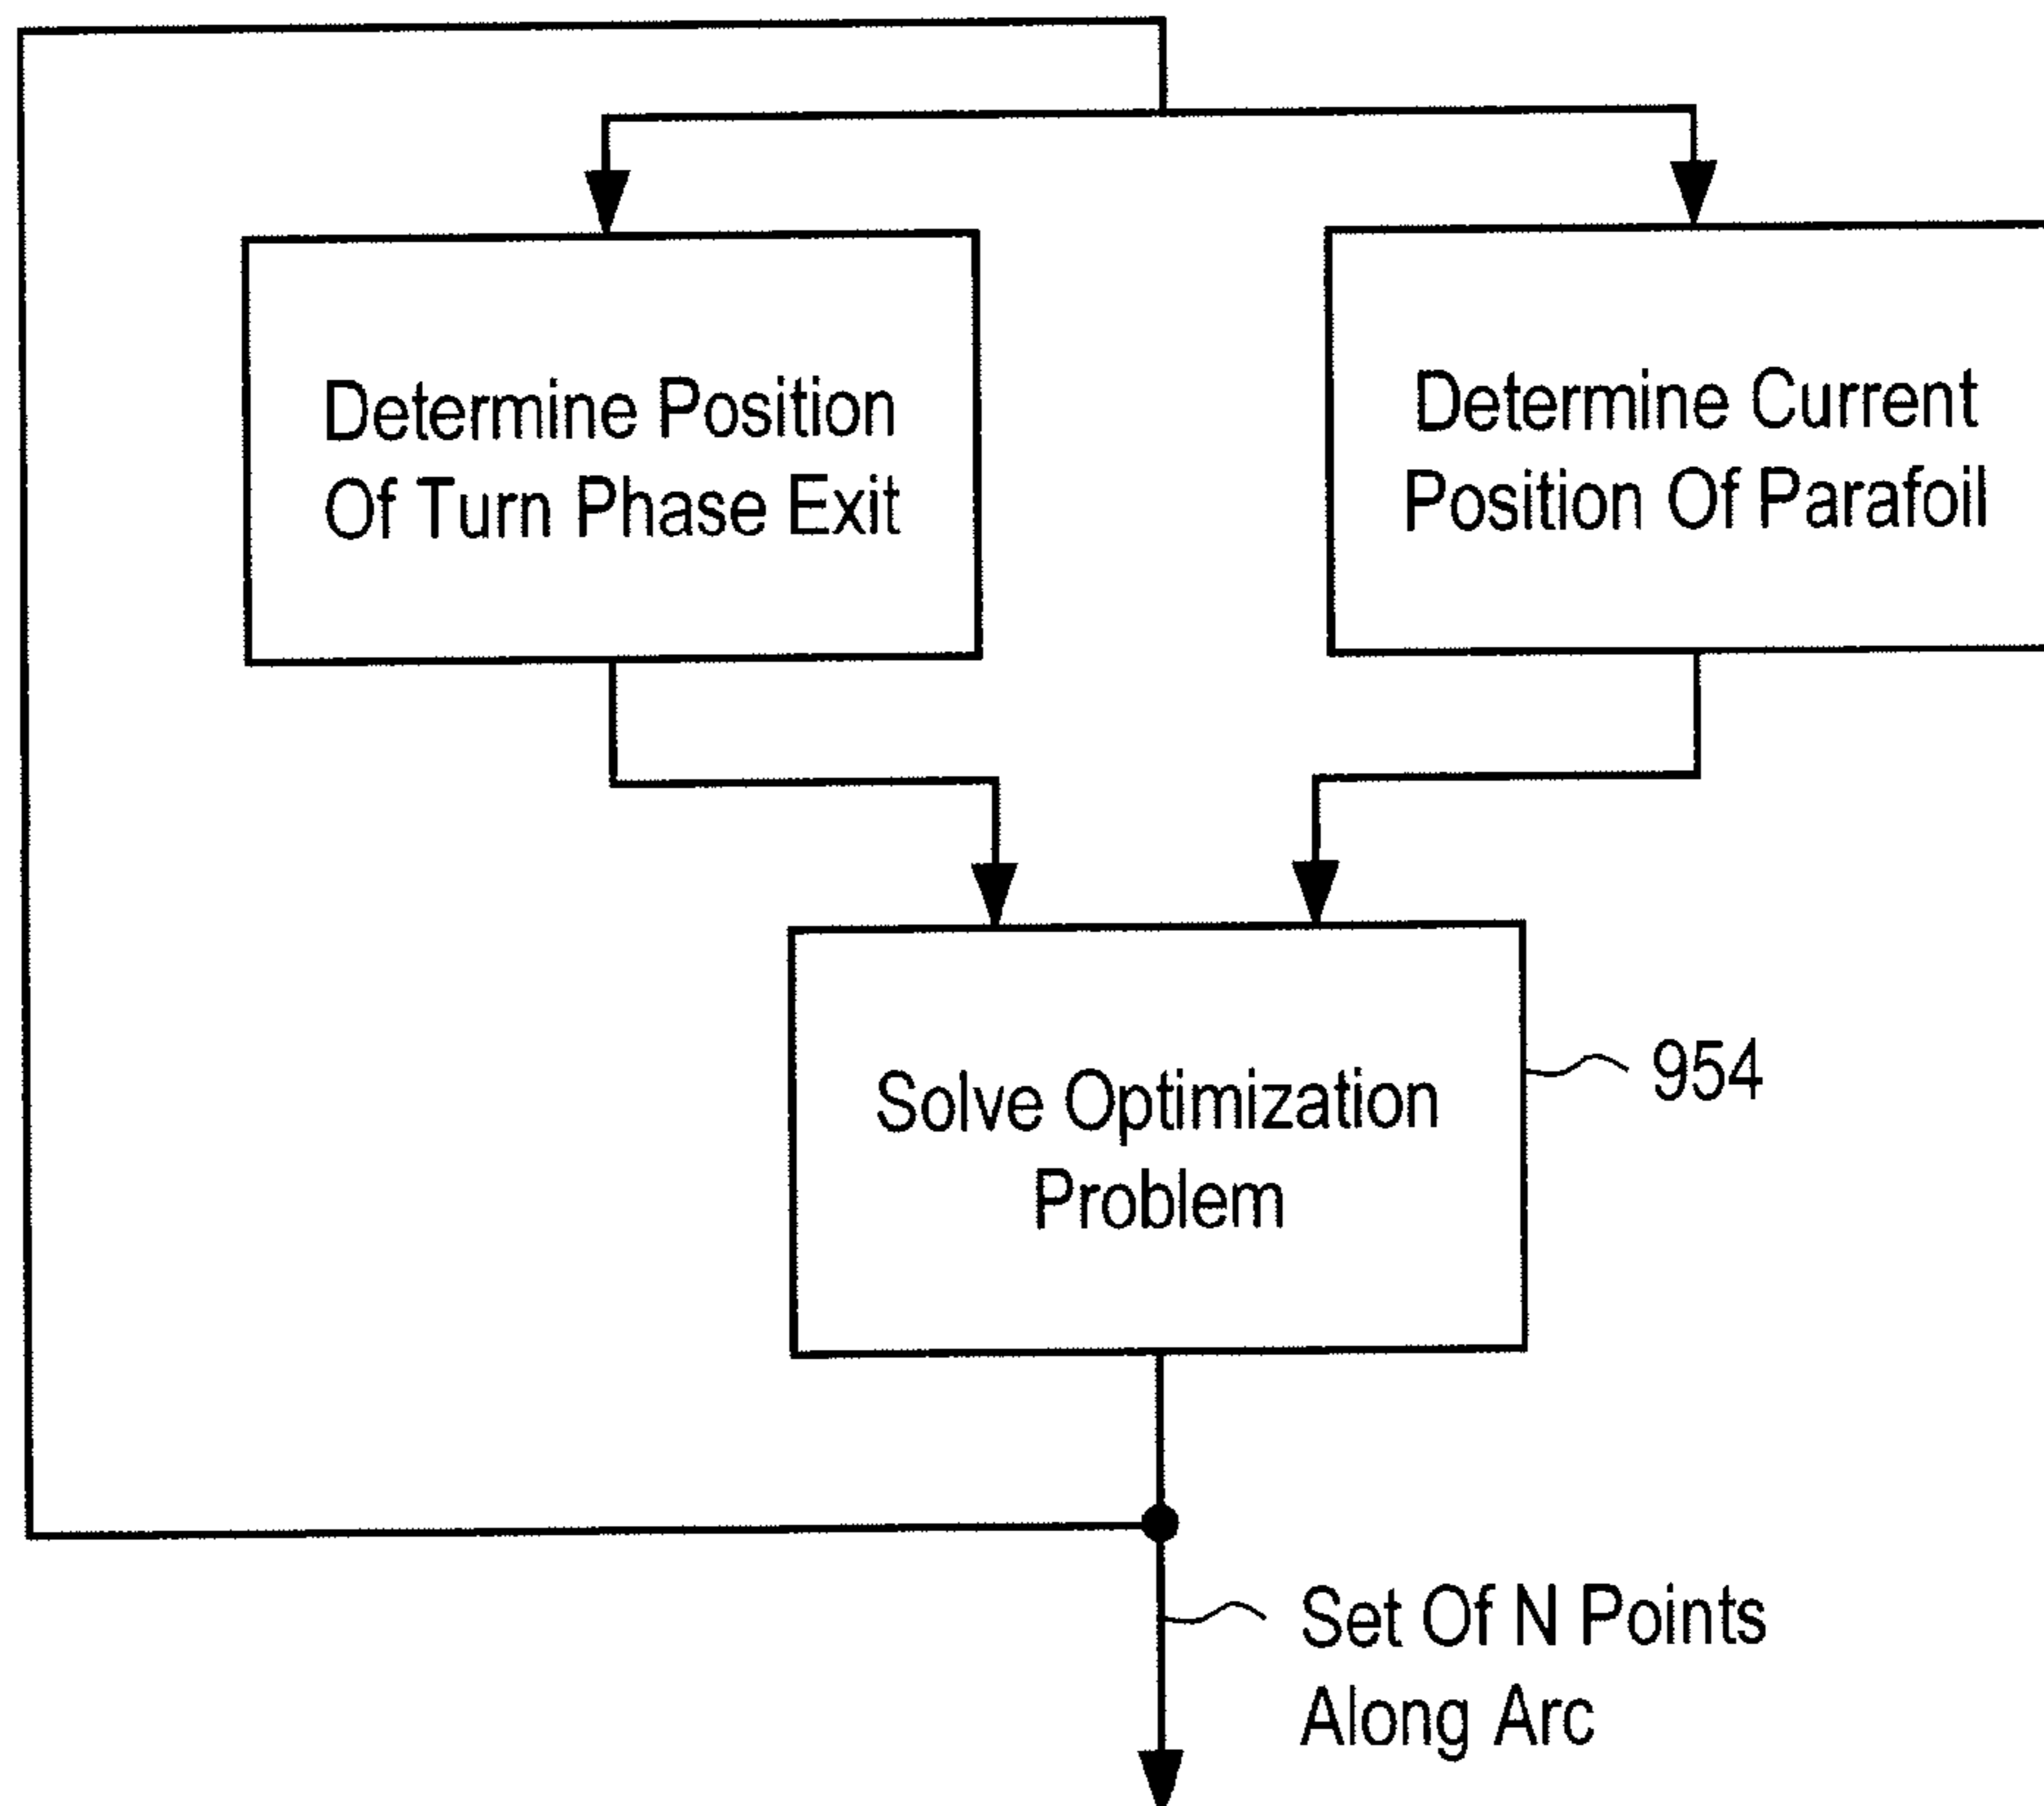 Determine Position
Of Turn Phase Exit
Determine Current
Position Of Parafoil
Solve Optimization
Problem
954
Set Of N Points
Along Arc